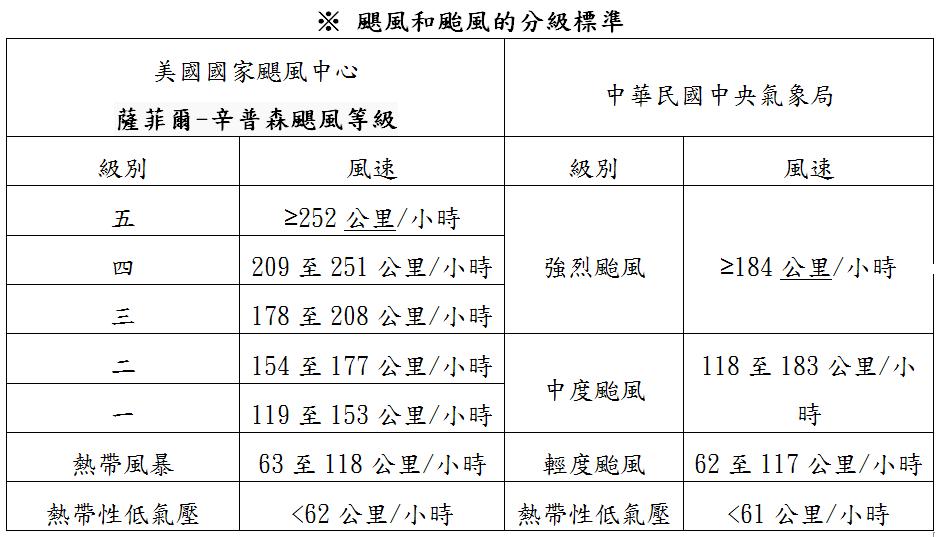 ※ 颶風和颱風的分級標準
美國國家颶風中心
薩菲爾-辛普森颶風等級
中華民國中央氣象局
級別 風速 級別 風速
五 ≥252 公里/小時
四 209 至 251 公里/小時
三 178 至 208 公里/小時
強烈颱風 ≥184 公里/小時
二 154 至 177 公里/小時
一 119 至 153 公里/小時
中度颱風 118 至 183 公里/小
時
熱帶風暴 63 至 118 公里/小時 輕度颱風 62 至 117 公里/小時
熱帶性低氣壓 <62 公里/小時 熱帶性低氣壓 <61 公里/小時